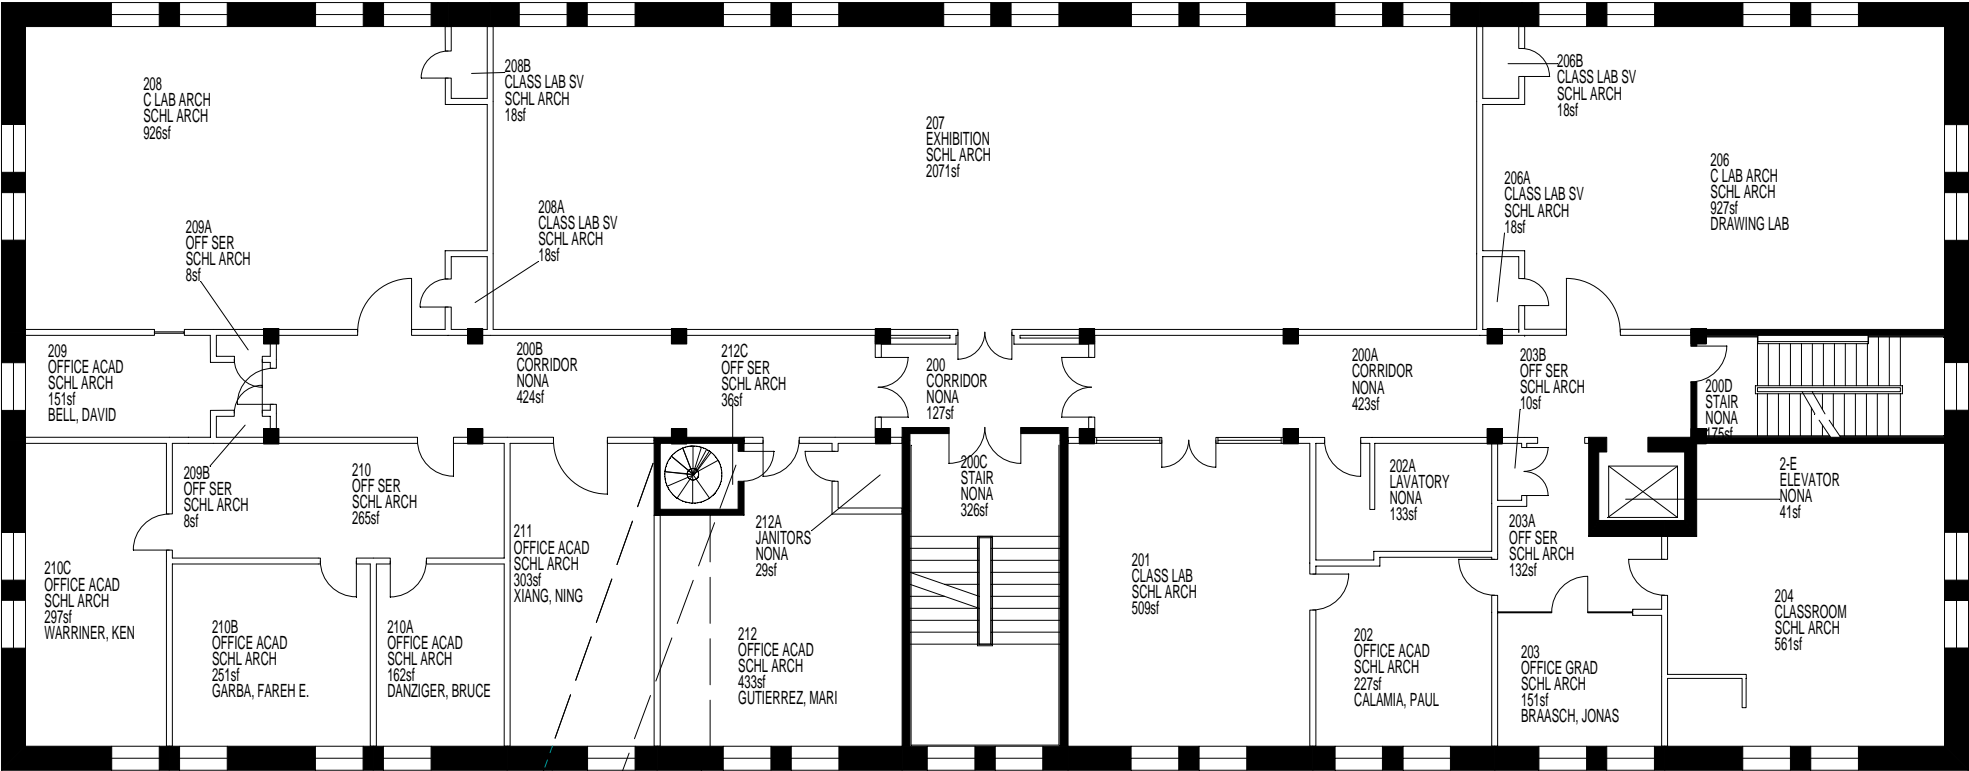 208
C LAB ARCH
SCHL ARCH
926sf
208B
CLASS LAB SV
SCHL ARCH
18sf
207
EXHIBITION
SCHL ARCH
2071sf
206B
CLASS LAB SV
SCHL ARCH
18sf
206
C LAB ARCH
SCHL ARCH
927sf
DRAWING LAB
206A
CLASS LAB SV
SCHL ARCH
18sf
208A
CLASS LAB SV
SCHL ARCH
18sf
209A
OFF SER
SCHL ARCH
8sf
209
OFFICE ACAD
SCHL ARCH
151sf
BELL, DAVID
200B
CORRIDOR
NONA
424sf
212C
OFF SER
SCHL ARCH
36sf
200
CORRIDOR
NONA
127sf
200A
CORRIDOR
NONA
423sf
203B
OFF SER
SCHL ARCH
10sf
200D
STAIR
NONA
175sf
209B
OFF SER
SCHL ARCH
8sf
210
OFF SER
SCHL ARCH
265sf
200C
STAIR
NONA
326sf
202A
LAVATORY
NONA
133sf
2-E
ELEVATOR
NONA
41sf
211
OFFICE ACAD
SCHL ARCH
303sf
XIANG, NING
212A
JANITORS
NONA
29sf
203A
OFF SER
SCHL ARCH
132sf
210C
OFFICE ACAD
SCHL ARCH
297sf
WARRINER, KEN
201
CLASS LAB
SCHL ARCH
509sf
204
CLASSROOM
SCHL ARCH
561sf
210B
OFFICE ACAD
SCHL ARCH
251sf
GARBA, FAREH E.
210A
OFFICE ACAD
SCHL ARCH
162sf
DANZIGER, BRUCE
212
OFFICE ACAD
SCHL ARCH
433sf
GUTIERREZ, MARI
202
OFFICE ACAD
SCHL ARCH
227sf
CALAMIA, PAUL
203
OFFICE GRAD
SCHL ARCH
151sf
BRAASCH, JONAS